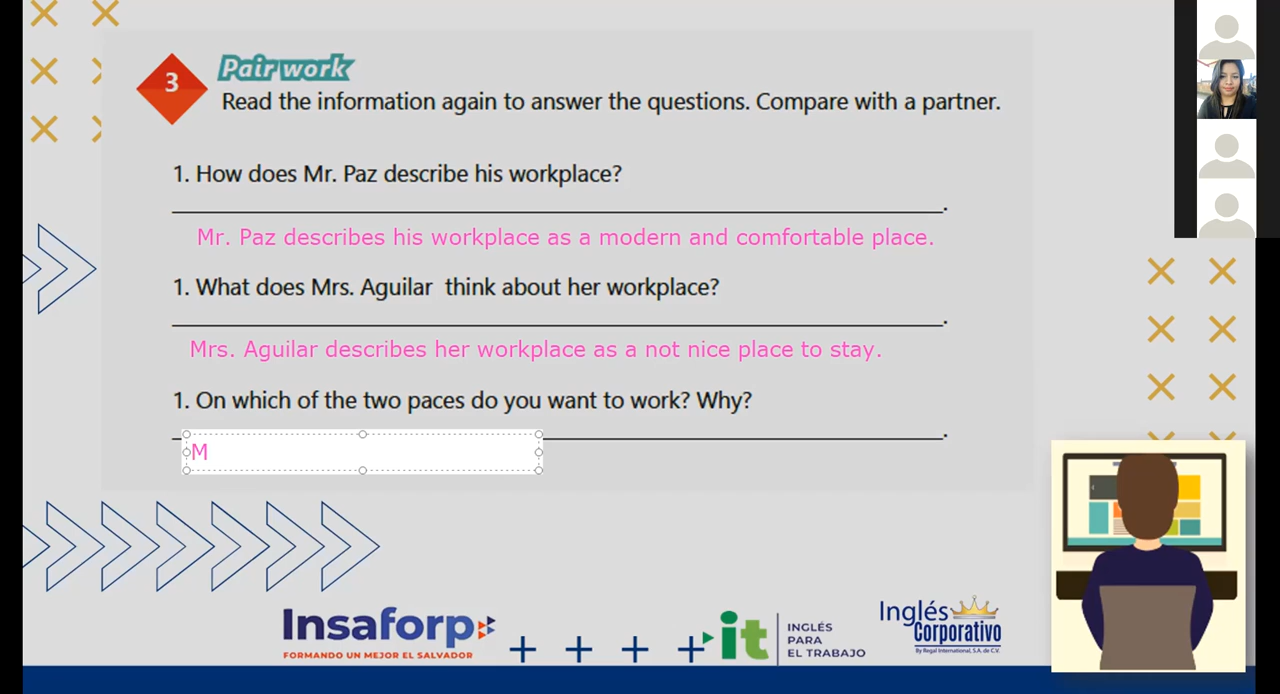 3
Pair work
Read the information again to answer the questions. Compare with a partner.
1. How does Mr. Paz describe his workplace?
Mr. Paz describes his workplace as a modern and comfortable place.
1. What does Mrs. Aguilar think about her workplace?
Mrs. Aguilar describes her workplace as a not nice place to stay.
1. On which of the two paces do you want to work? Why?
M
Insaforp
FORMANDO UN MEJOR EL SALVADOR
it
INGLÉS
PARA
EL TRABAJO
Inglés
Corporativo
By Regal International, S.A. de C.V.